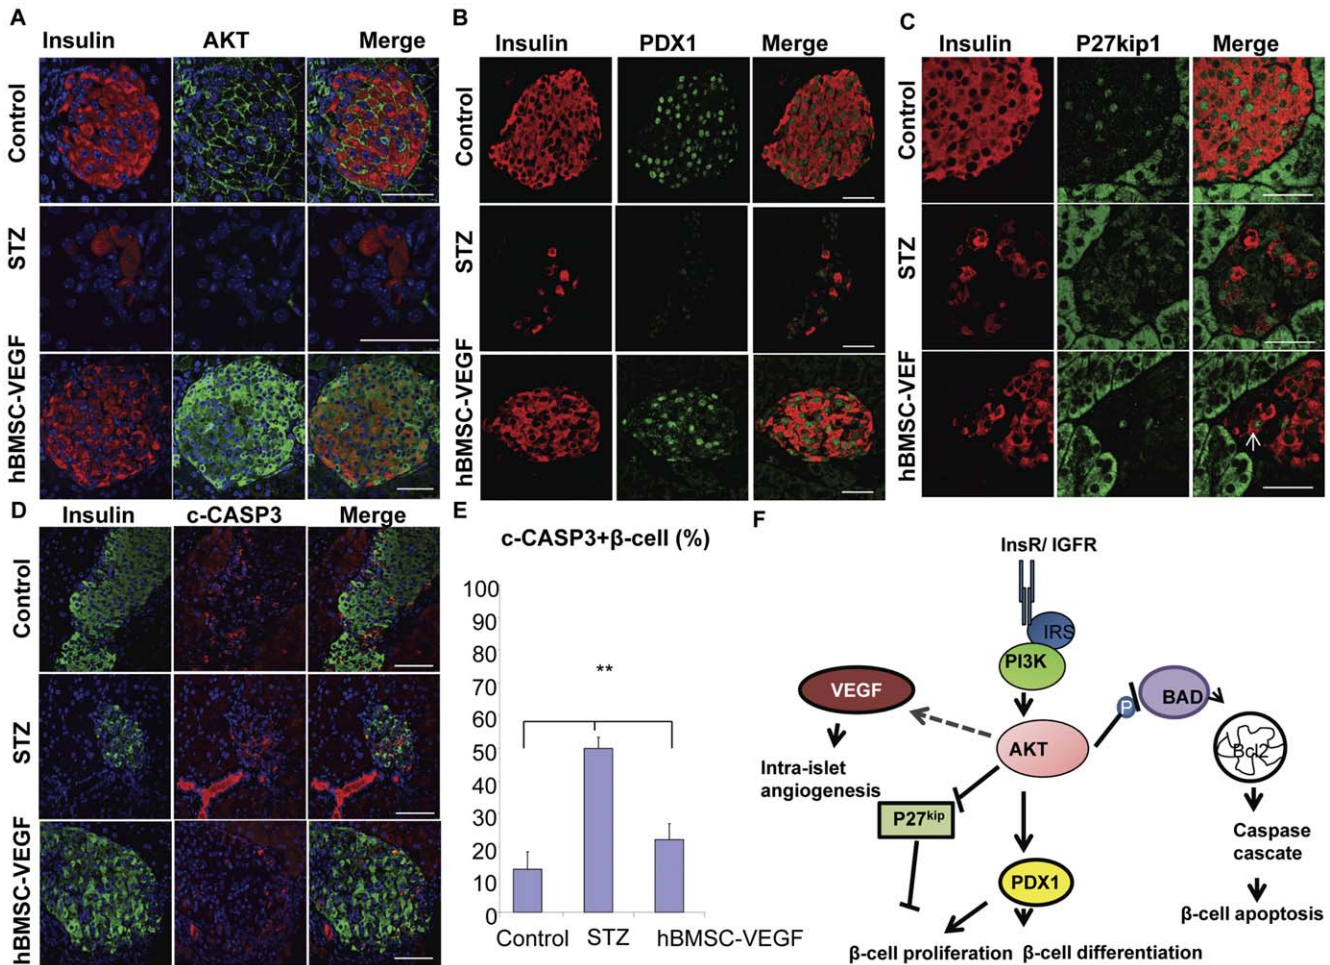 A
Insulin AKT Merge
Control
STZ
hBMSC-VEGF
B
Insulin PDX1 Merge
Control
STZ
hBMSC-VEGF
C
Insulin P27kip1 Merge
Control
STZ
hBMSC-VEF
D
Insulin c-CASP3 Merge
Control
STZ
hBMSC-VEGF
E
c-CASP3+β-cell (%)
100
90
80
70
60
50
40
30
20
10
0
**
Control STZ hBMSC-VEGF
F
InsR/ IGFR
IRS
PI3K
VEGF
P
BAD
AKT
Bcl2
Intra-islet
angiogenesis
P27kip
Caspase
cascate
PDX1
β-cell apoptosis
β-cell proliferation β-cell differentiation